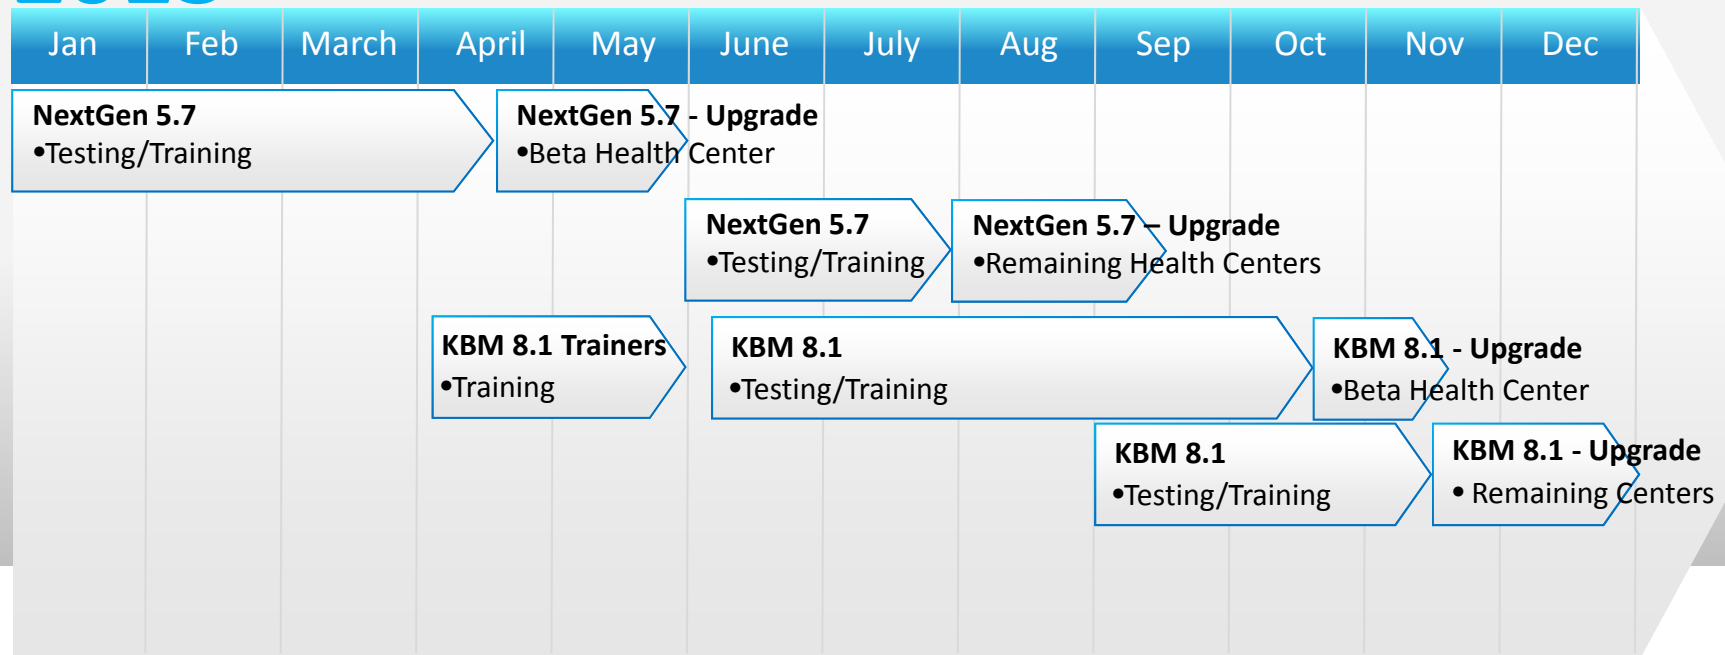 Jan Feb March April May June July Aug Sep Oct Nov Dec
NextGen 5.7
•Testing/Training
NextGen 5.7 - Upgrade
•Beta Health Center
NextGen 5.7
•Testing/Training
NextGen 5.7 – Upgrade
•Remaining Health Centers
KBM 8.1 Trainers
•Training
KBM 8.1
•Testing/Training
KBM 8.1 - Upgrade
•Beta Health Center
KBM 8.1
•Testing/Training
KBM 8.1 - Upgrade
• Remaining Centers